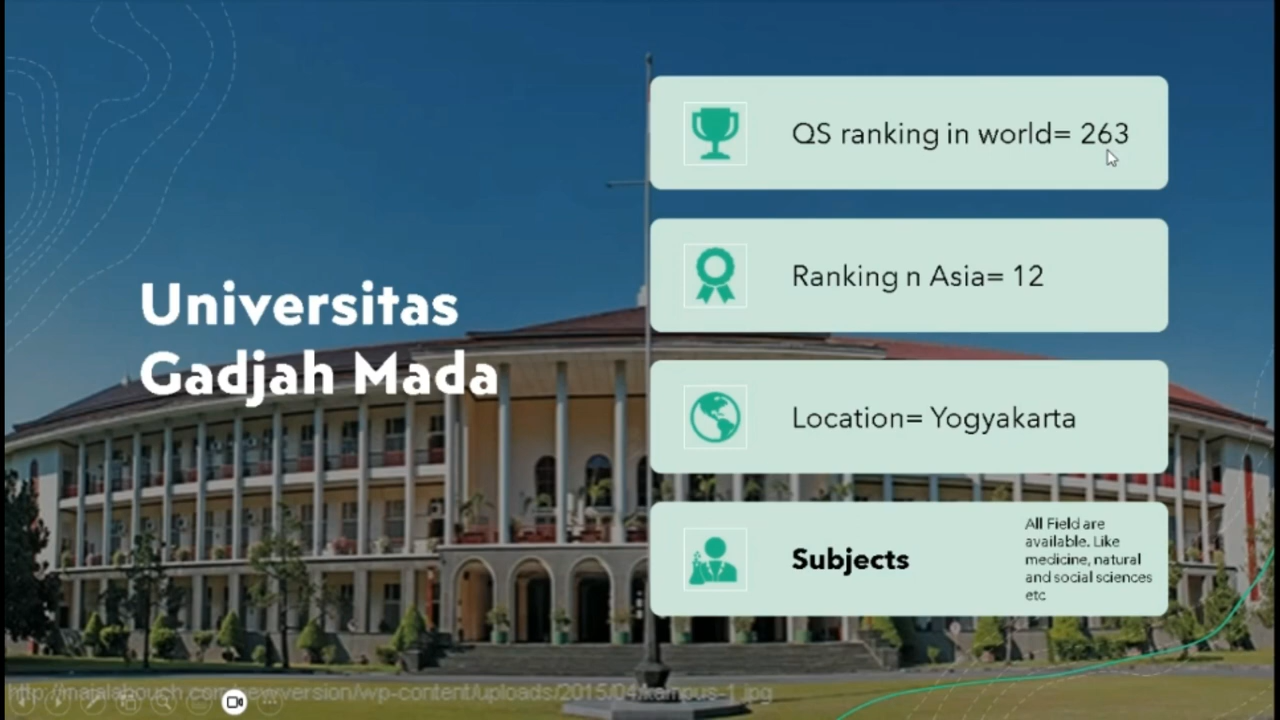 Universitas
Gadjah Mada
QS ranking in world= 263
Ranking n Asia= 12
Location= Yogyakarta
Subjects
All Field are
available. Like
medicine, natural
and social sciences
etc